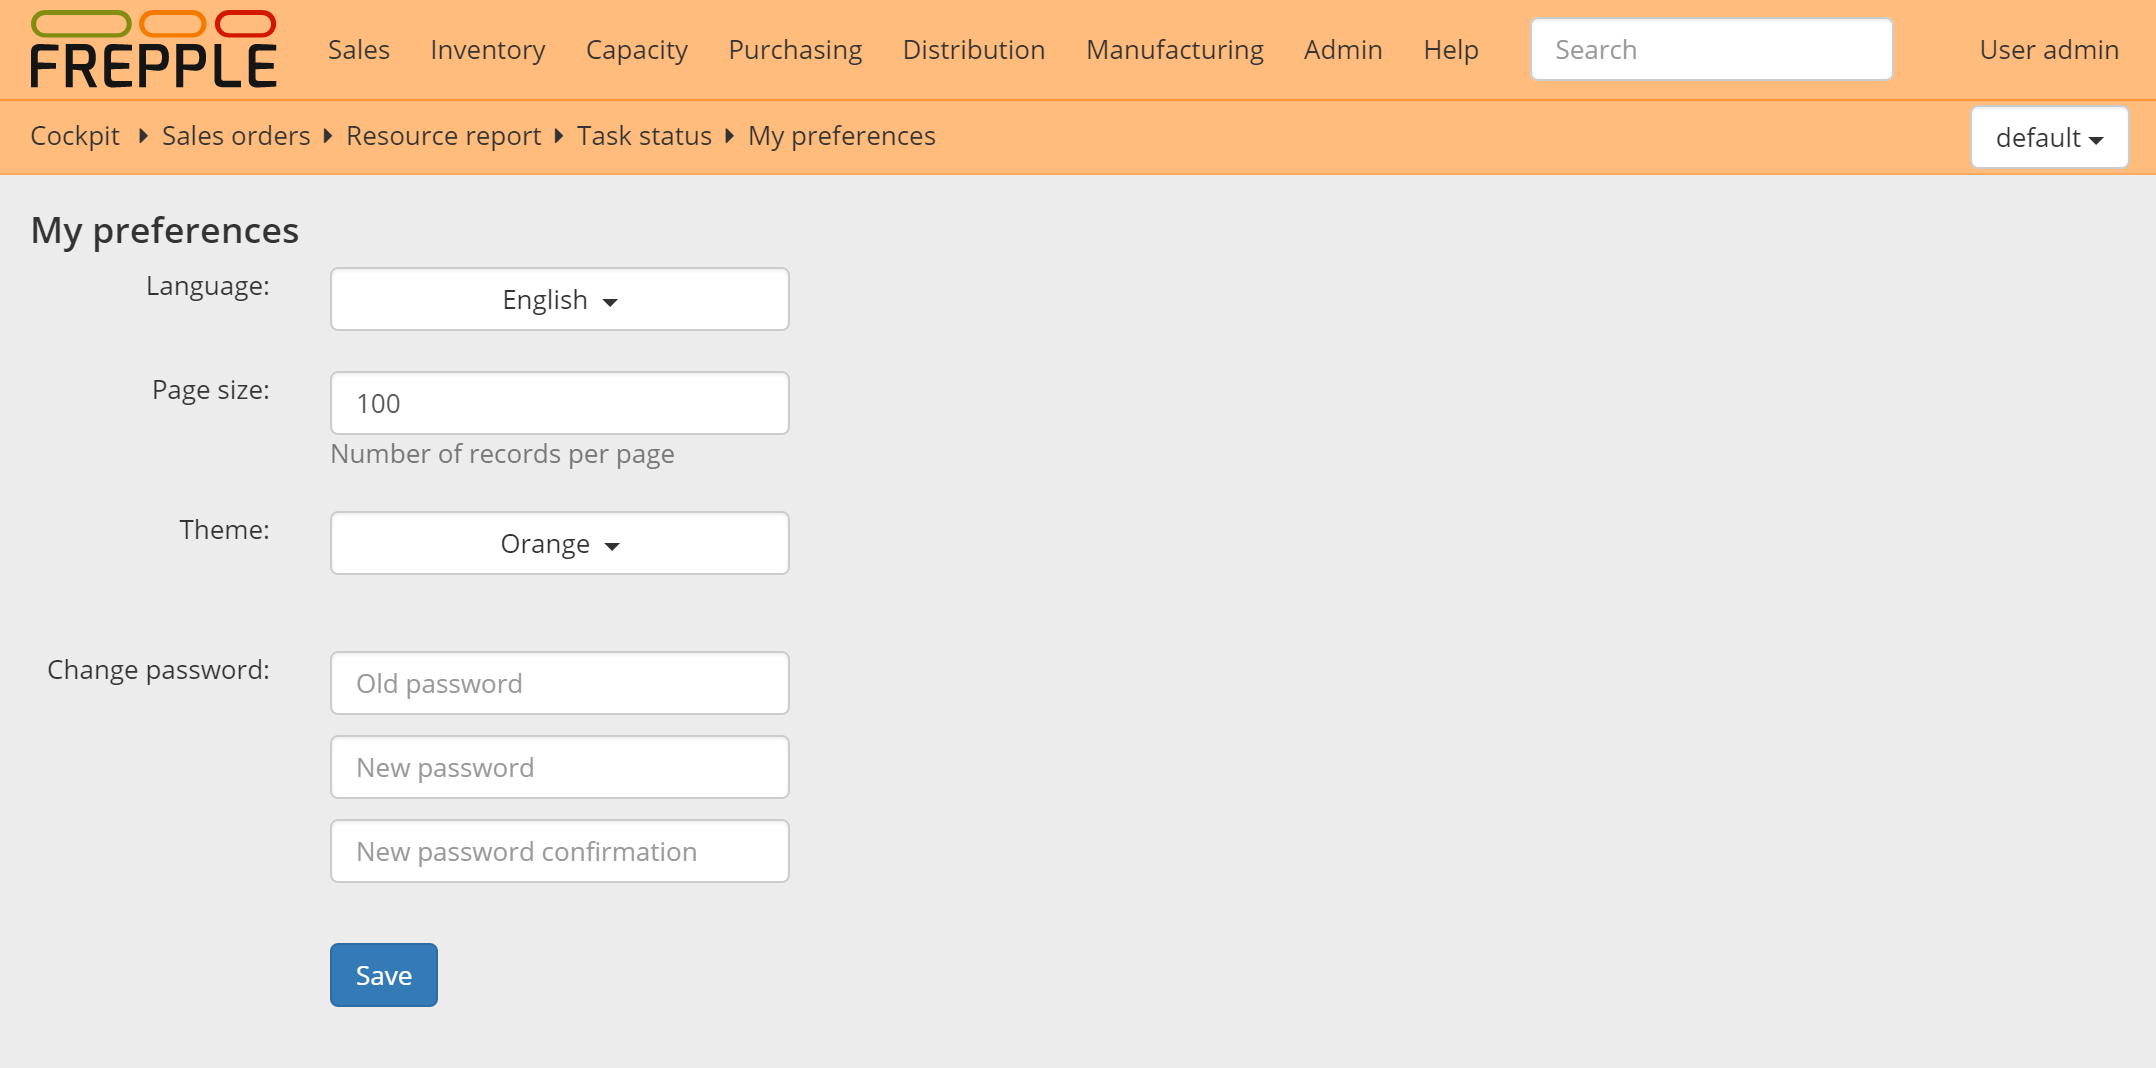 FREPPLE
Sales Inventory Capacity Purchasing Distribution Manufacturing Admin Help Search User admin
Cockpit Sales orders Resource report Task status My preferences default
My preferences
Language: English
Page size: 100
Number of records per page
Theme: Orange
Change password: Old password
New password
New password confirmation
Save